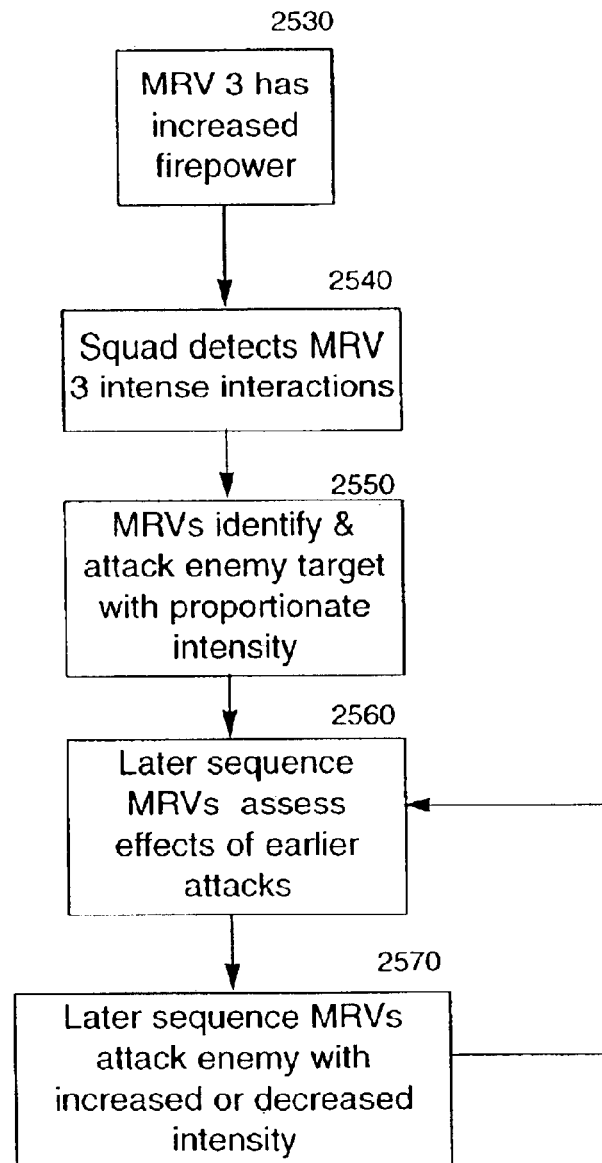 2530
MRV 3 has
increased
firepower
2540
Squad detects MRV
3 intense interactions
2550
MRVs identify &
attack enemy target
with proportionate
intensity
2560
Later sequence
MRVs assess
effects of earlier
attacks
2570
Later sequence MRVs
attack enemy with
increased or decreased
intensity